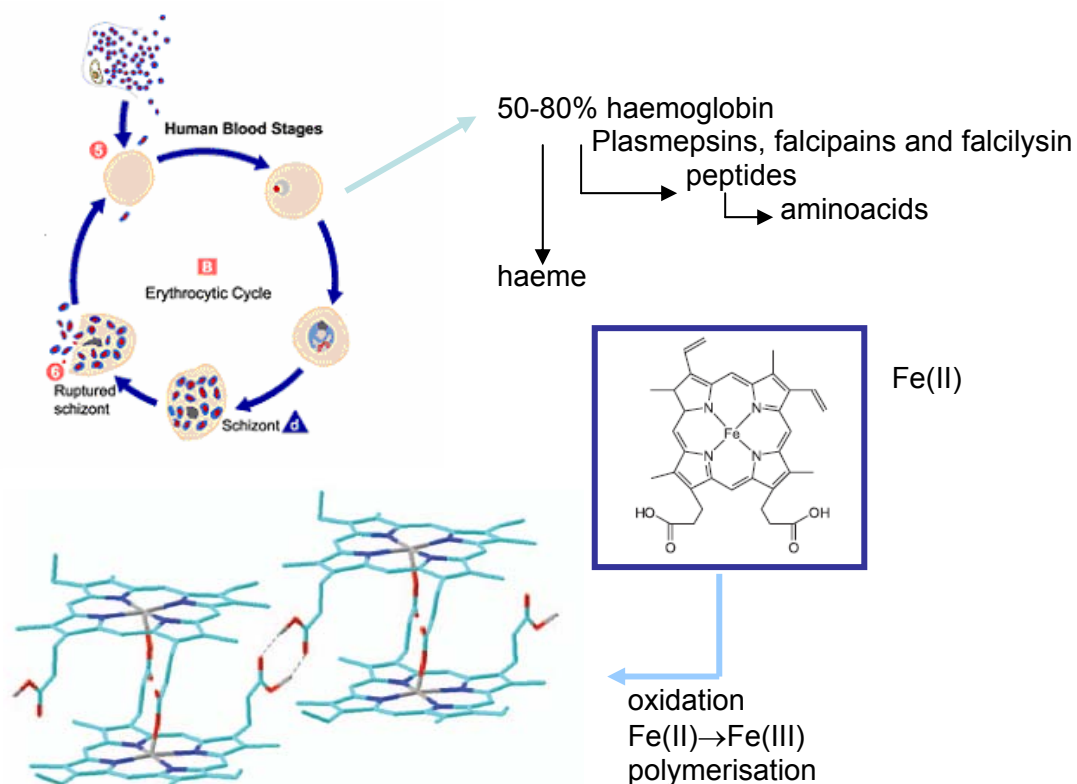 50-80% haemoglobin
Plasmepsins, falcipains and falcilysin
peptides
aminoacids
haeme
Human Blood Stages
5
B
Erythrocytic Cycle
6
Ruptured
schizont
Schizont d
Fe(II)
N
N
Fe
N
N
HO
O
OH
O
oxidation
Fe(II)→Fe(III)
polymerisation